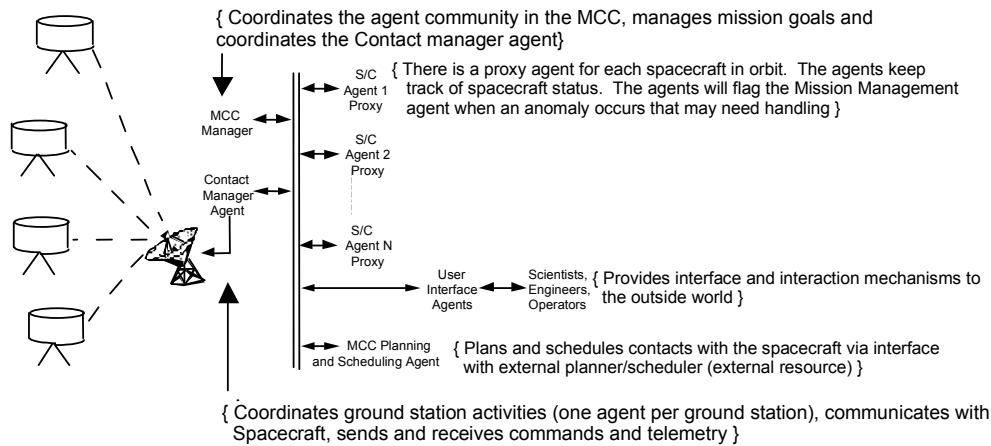 { Coordinates the agent community in the MCC, manages mission goals and
coordinates the Contact manager agent}
S/C
Agent 1
Proxy
{ There is a proxy agent for each spacecraft in orbit. The agents keep
track of spacecraft status. The agents will flag the Mission Management
agent when an anomaly occurs that may need handling }
MCC
Manager
S/C
Agent 2
Proxy
Contact
Manager
Agent
S/C
Agent N
Proxy
User
Interface
Agents
Scientists,
Engineers,
Operators
{ Provides interface and interaction mechanisms to
the outside world }
MCC Planning
and Scheduling Agent
{ Plans and schedules contacts with the spacecraft via interface
with external planner/scheduler (external resource) }
{ Coordinates ground station activities (one agent per ground station), communicates with
Spacecraft, sends and receives commands and telemetry }